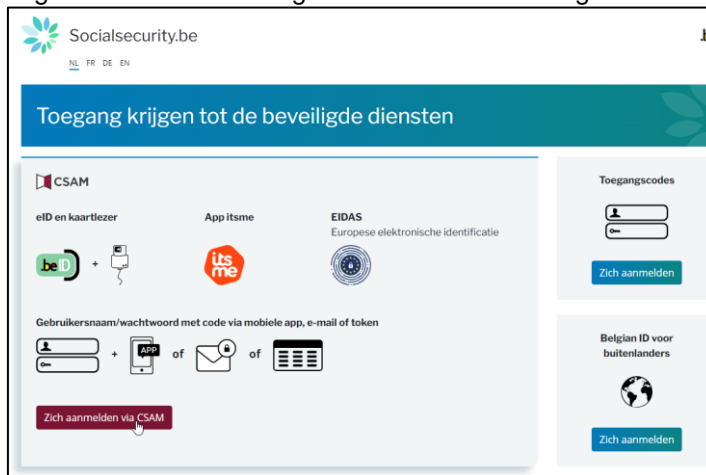 Socialsecurity.be
NL FR DE EN
Toegang krijgen tot de beveiligde diensten
CSAM
eID en kaartlezer
App itsme
EIDAS
Europese elektronische identificatie
.beID
+
itsme
Gebruikersnaam/wachtwoord met code via mobiele app, e-mail of token
+
APP
of
of
Zich aanmelden via CSAM
Toegangscodes
Zich aanmelden
Belgian ID voor
buitenlanders
Zich aanmelden